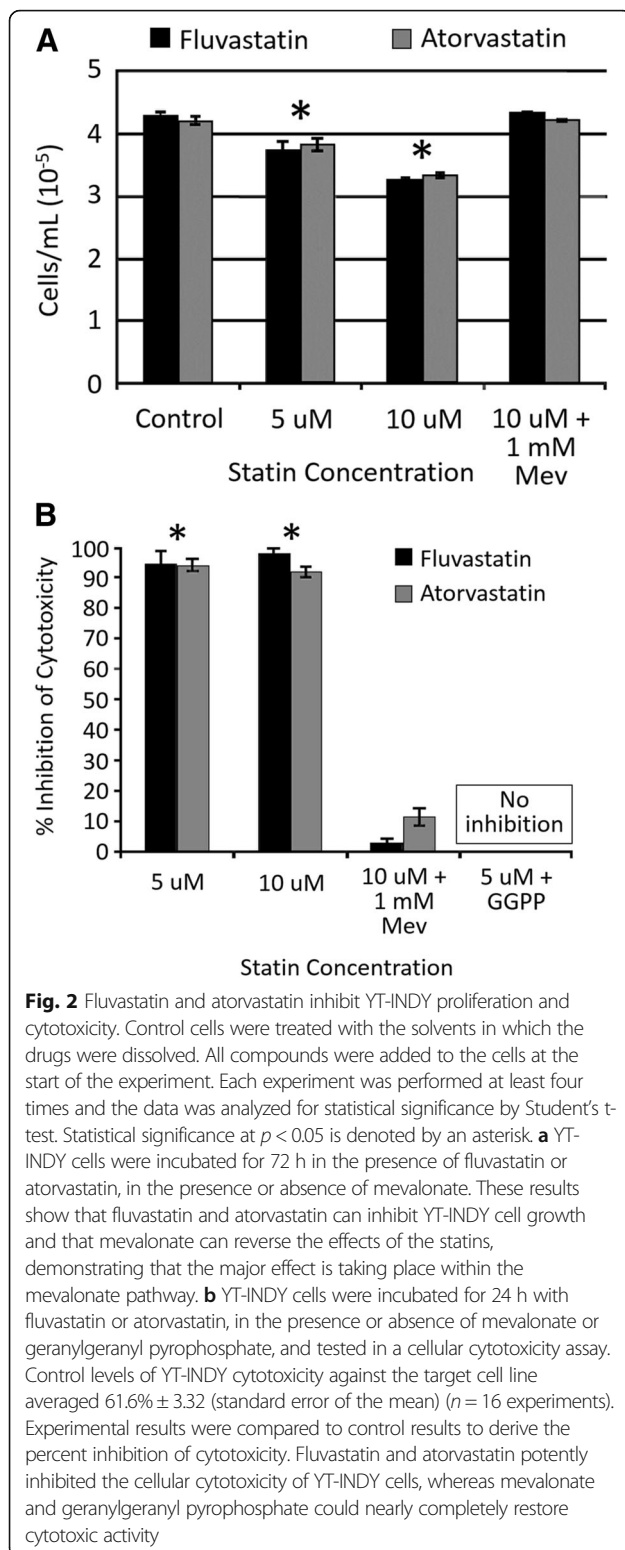 A
Fluvastatin
Atorvastatin
5
4
3
2
1
0
Cells/mL (10-5)
*
*
Control
5 uM
10 uM
10 uM +
1 mM
Mev
Statin Concentration
B
100
90
80
70
60
50
40
30
20
10
0
% Inhibition of Cytotoxicity
*
*
Fluvastatin
Atorvastatin
No
inhibition
5 uM
10 uM
10 uM +
1 mM
Mev
5 uM +
GGPP
Statin Concentration
Fig. 2 Fluvastatin and atorvastatin inhibit YT-INDY proliferation and
cytotoxicity. Control cells were treated with the solvents in which the
drugs were dissolved. All compounds were added to the cells at the
start of the experiment. Each experiment was performed at least four
times and the data was analyzed for statistical significance by Student's t-
test. Statistical significance at p < 0.05 is denoted by an asterisk. a YT-
INDY cells were incubated for 72 h in the presence of fluvastatin or
atorvastatin, in the presence or absence of mevalonate. These results
show that fluvastatin and atorvastatin can inhibit YT-INDY cell growth
and that mevalonate can reverse the effects of the statins,
demonstrating that the major effect is taking place within the
mevalonate pathway. b YT-INDY cells were incubated for 24 h with
fluvastatin or atorvastatin, in the presence or absence of mevalonate or
geranylgeranyl pyrophosphate, and tested in a cellular cytotoxicity assay.
Control levels of YT-INDY cytotoxicity against the target cell line
averaged 61.6% ± 3.32 (standard error of the mean) (n = 16 experiments).
Experimental results were compared to control results to derive the
percent inhibition of cytotoxicity. Fluvastatin and atorvastatin potently
inhibited the cellular cytotoxicity of YT-INDY cells, whereas mevalonate
and geranylgeranyl pyrophosphate could nearly completely restore
cytotoxic activity